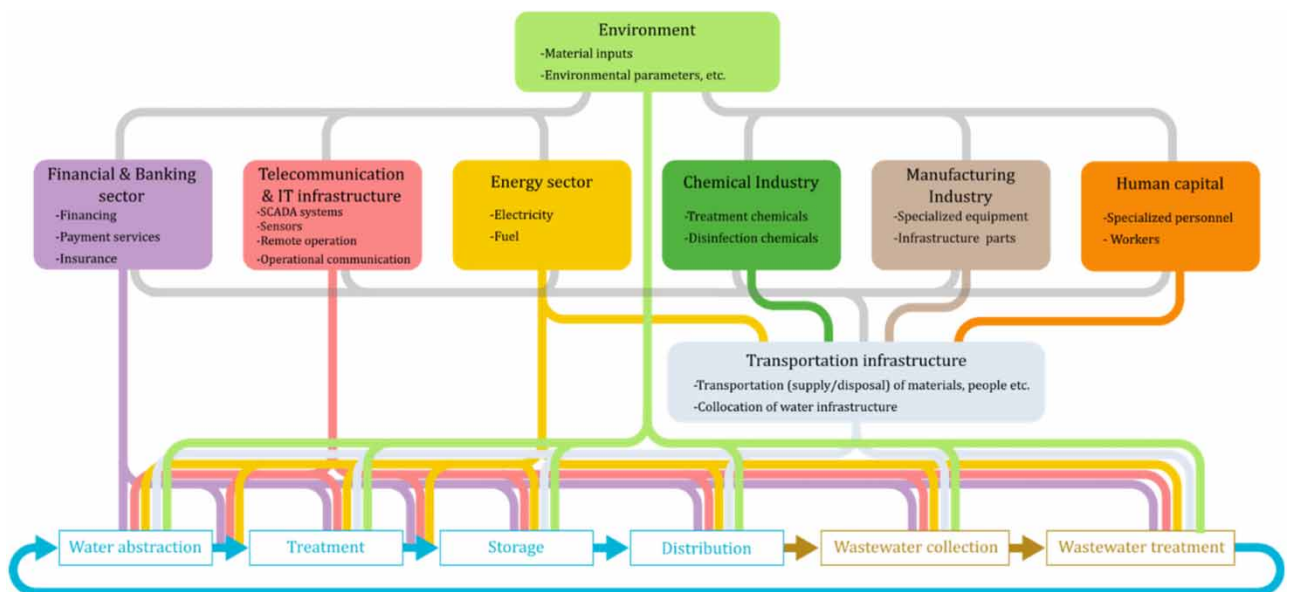 Environment
-Material inputs
-Environmental parameters, etc.
Financial & Banking
sector
-Financing
-Payment services
-Insurance
Telecommunication
& IT infrastructure
-SCADA systems
-Sensors
-Remote operation
-Operational communication
Energy sector
-Electricity
-Fuel
Chemical Industry
-Treatment chemicals
-Disinfection chemicals
Manufacturing
Industry
-Specialized equipment
-Infrastructure parts
Human capital
-Specialized personnel
- Workers
Transportation infrastructure
-Transportation (supply/disposal) of materials, people etc.
-Collocation of water infrastructure
Water abstraction
Treatment
Storage
Distribution
Wastewater collection
Wastewater treatment